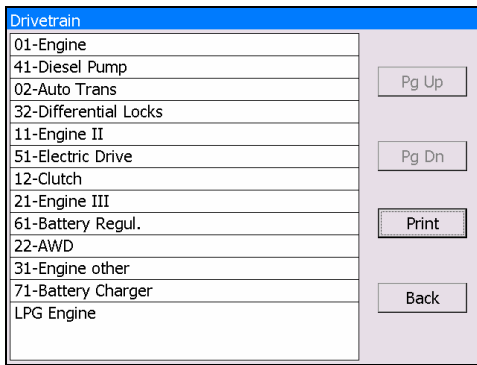 Drivetrain
01-Engine
41-Diesel Pump
02-Auto Trans
32-Differential Locks
11-Engine II
51-Electric Drive
12-Clutch
21-Engine III
61-Battery Regul.
22-AWD
31-Engine other
71-Battery Charger
LPG Engine
Pg Up
Pg Dn
Print
Back